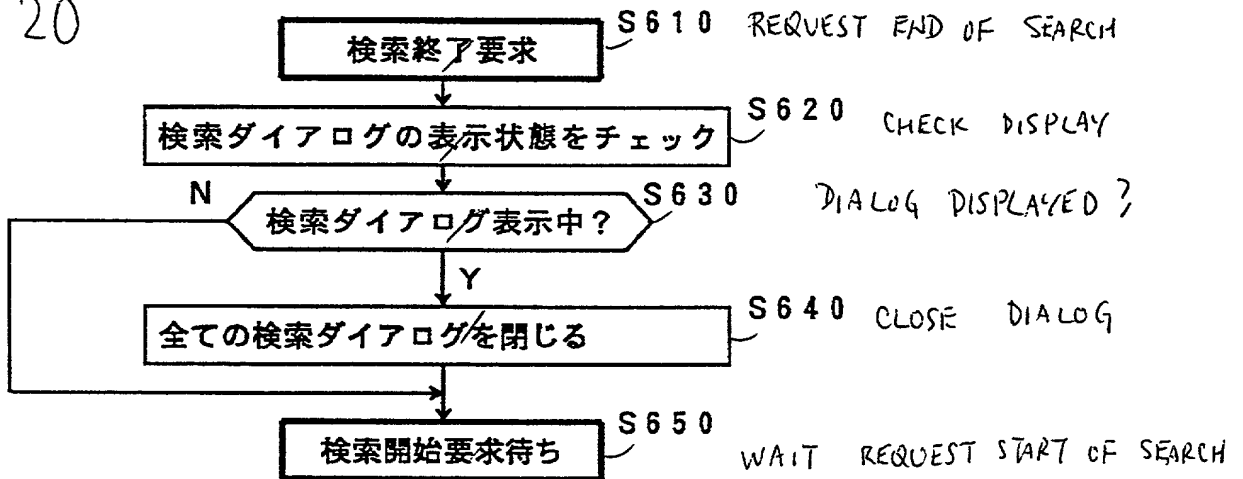 20
検索終了要求 S610 REQUEST END OF SEARCH
検索ダイアログの表示状態をチェック S620 CHECK DISPLAY
N 検索ダイアログ表示中? S630 DIALOG DISPLAYED?
Y
全ての検索ダイアログを閉じる S640 CLOSE DIALOG
検索開始要求待ち S650 WAIT REQUEST START OF SEARCH